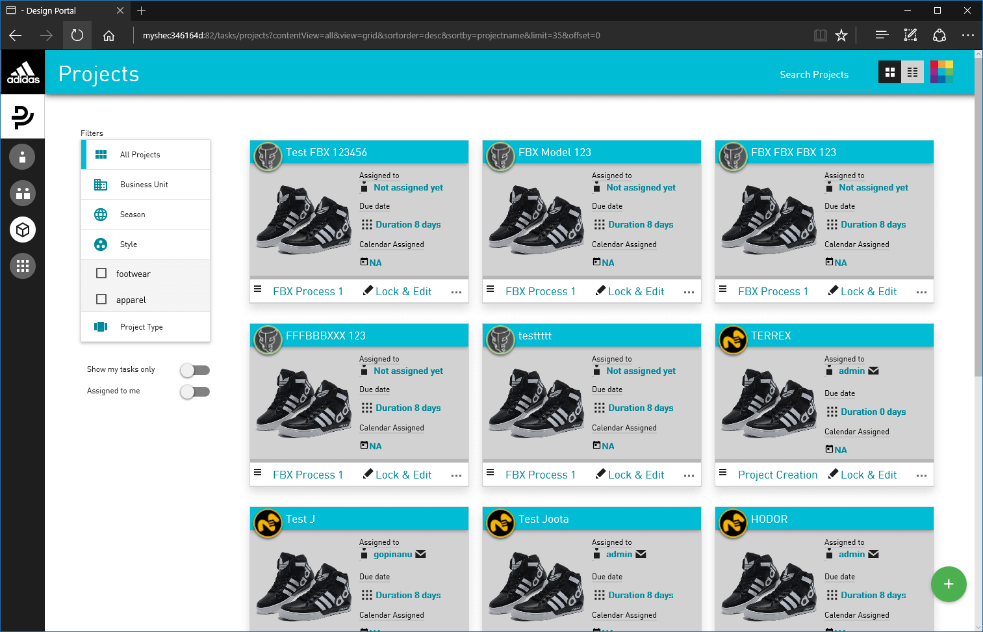 - Design Portal
myshec346164d:82/tasks/projects?contentView=all&view=grid&sortorder=desc&sortby=projectname&limit=35&offset=0
adidas
Projects
Search Projects
Filters
All Projects
Business Unit
Season
Style
footwear
apparel
Project Type
Show my tasks only
Assigned to me
Test FBX 123456
Assigned to
Not assigned yet
Due date
Duration 8 days
Calendar Assigned
NA
FBX Process 1
Lock & Edit
FBX Model 123
Assigned to
Not assigned yet
Due date
Duration 8 days
Calendar Assigned
NA
FBX Process 1
Lock & Edit
FBX FBX FBX 123
Assigned to
Not assigned yet
Due date
Duration 8 days
Calendar Assigned
NA
FBX Process 1
Lock & Edit
FFFBBBXXX 123
Assigned to
Not assigned yet
Due date
Duration 8 days
Calendar Assigned
NA
FBX Process 1
Lock & Edit
testtttt
Assigned to
Not assigned yet
Due date
Duration 8 days
Calendar Assigned
NA
FBX Process 1
Lock & Edit
TERREX
Assigned to
admin
Due date
Duration 0 days
Calendar Assigned
NA
Project Creation
Lock & Edit
Test J
Assigned to
gopinanu
Due date
Duration 8 days
Calendar Assigned
Test Joota
Assigned to
admin
Due date
Duration 8 days
Calendar Assigned
HODOR
Assigned to
admin
Due date
Duration 8 days
Calendar Assigned